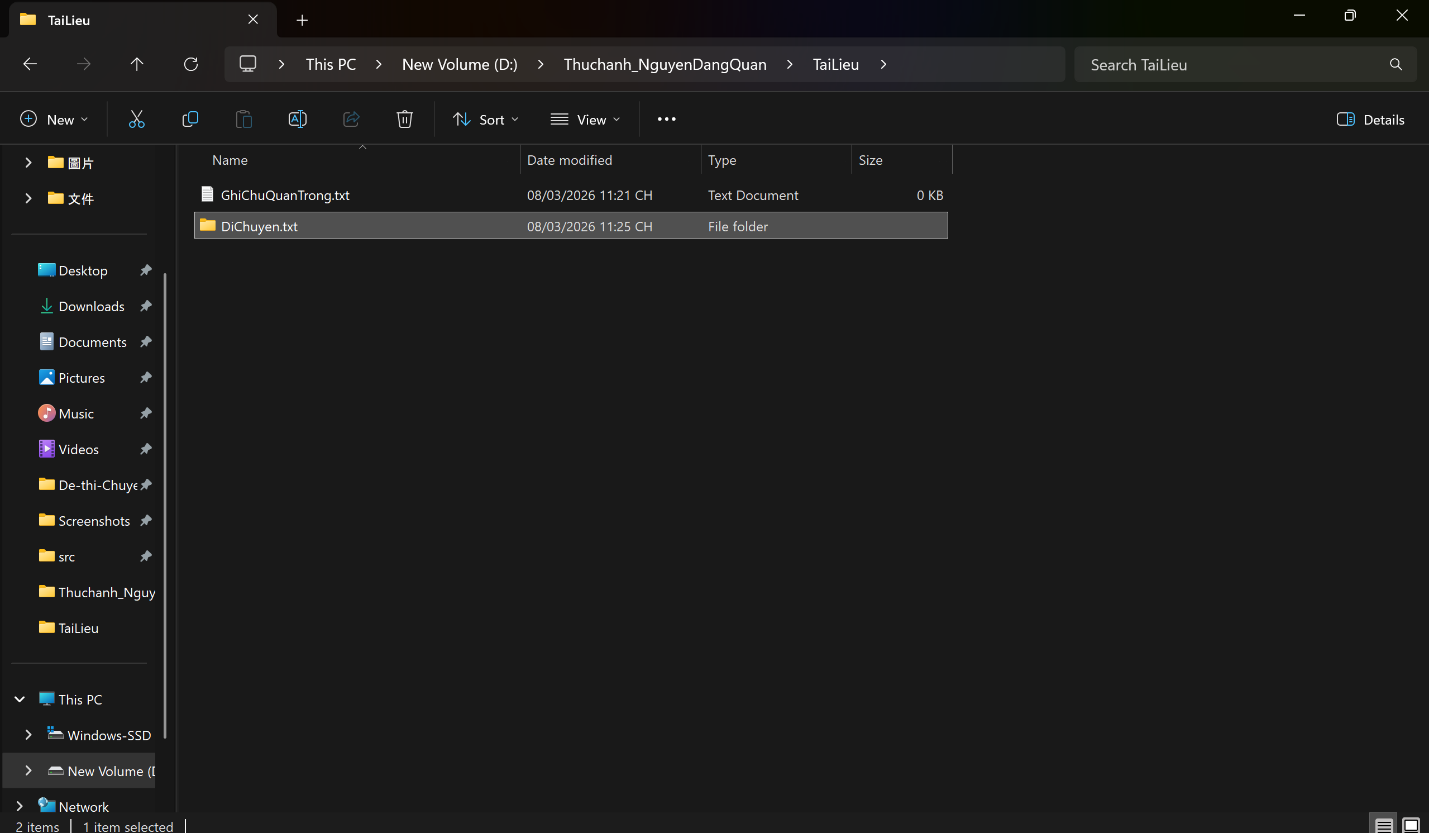 TaiLieu
This PC > New Volume (D:) > Thuchanh_NguyenDangQuan > TaiLieu >
Search TaiLieu
New
Sort
View
Details
圖片
文件
Desktop
Downloads
Documents
Pictures
Music
Videos
De-thi-Chuye
Screenshots
src
Thuchanh_Nguy
TaiLieu
This PC
Windows-SSD
New Volume (D
Network
Name Date modified Type Size
GhiChuQuanTrong.txt 08/03/2026 11:21 CH Text Document 0 KB
DiChuyen.txt 08/03/2026 11:25 CH File folder
2 items 1 item selected